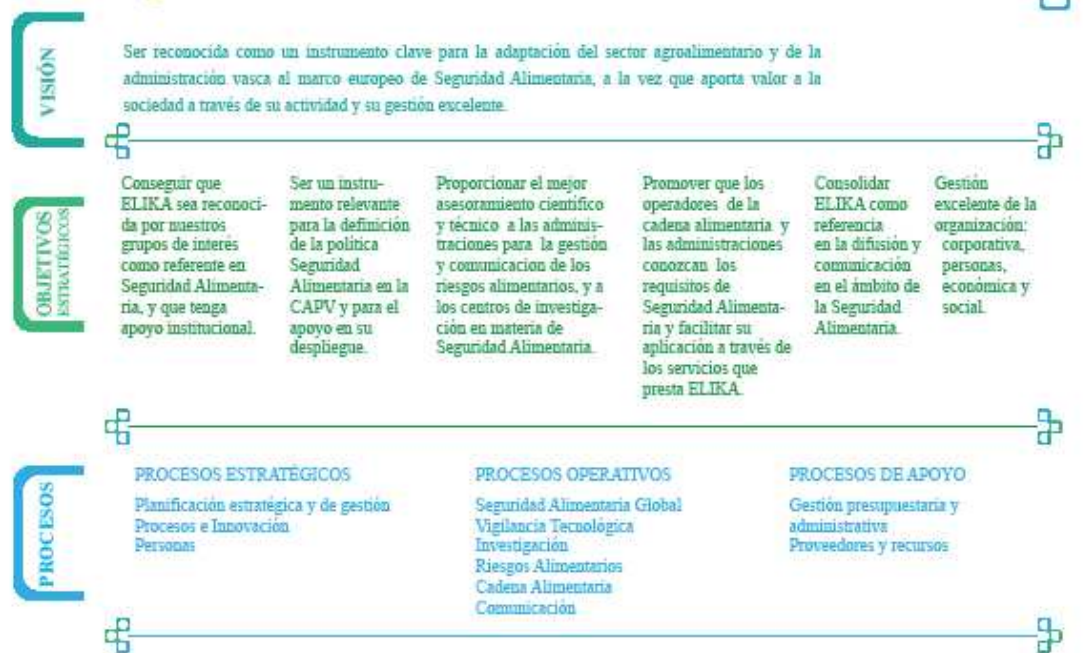 VISIÓN
Ser reconocida como un instrumento clave para la adaptación del sector agroalimentario y de la
administración vasca al marco europeo de Seguridad Alimentaria, a la vez que aporta valor a la
sociedad a través de su actividad y su gestión excelente.
OBJETIVOS
ESTRATÉGICOS
Conseguir que
ELIKA sea reconoci-
da por nuestros
grupos de interés
como referente en
Seguridad Alimenta-
ria, y que tenga
apoyo institucional.
Ser un instru-
mento relevante
para la definición
de la política
Seguridad
Alimentaria en la
CAPV y para el
apoyo en su
despliegue.
Proporcionar el mejor
asesoramiento científico
y técnico a las adminis-
traciones para la gestión
y comunicacion de los
riesgos alimentarios, y a
los centros de investiga-
ción en materia de
Seguridad Alimentaria.
Promover que los
operadores de la
cadena alimentaria y
las administraciones
conozcan los
requisitos de
Seguridad Alimenta-
ria y facilitar su
aplicación a través de
los servicios que
presta ELIKA.
Consolidar
ELIKA como
referencia
en la difusión y
comunicación
en el ámbito de
la Seguridad
Alimentaria.
Gestión
excelente de la
organización:
corporativa,
personas,
económica y
social.
PROCESOS
PROCESOS ESTRATÉGICOS
Planificación estratégica y de gestión
Procesos e Innovación
Personas
PROCESOS OPERATIVOS
Seguridad Alimentaria Global
Vigilancia Tecnológica
Investigación
Riesgos Alimentarios
Cadena Alimentaria
Comunicación
PROCESOS DE APOYO
Gestión presupuestaria y
administrativa
Proveedores y recursos